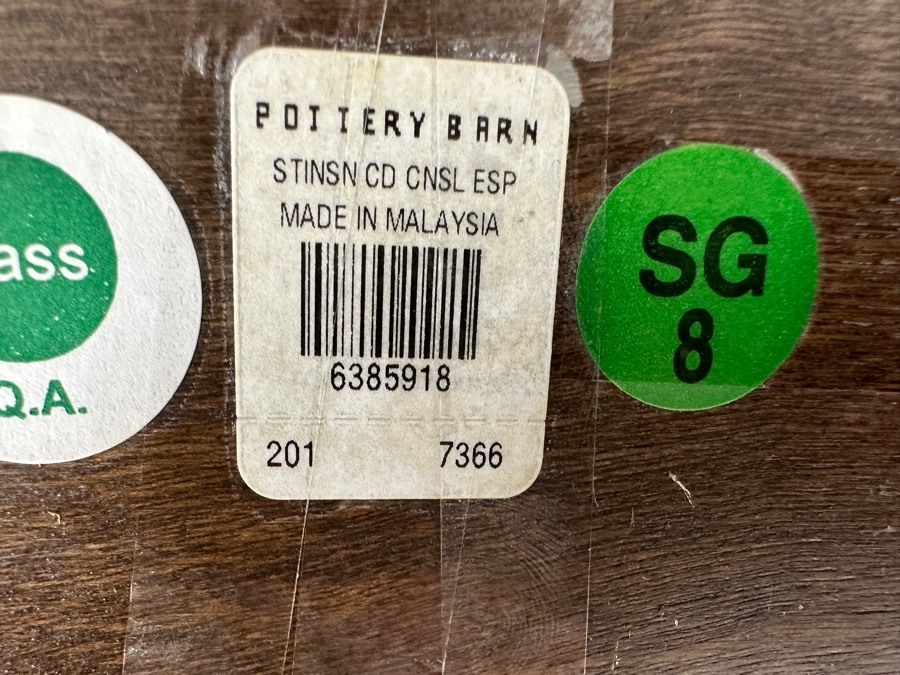 ass
Q.A.
POTTERY BARN
STINSN CD CNSL ESP
MADE IN MALAYSIA
6385918
201 7366
SG
8